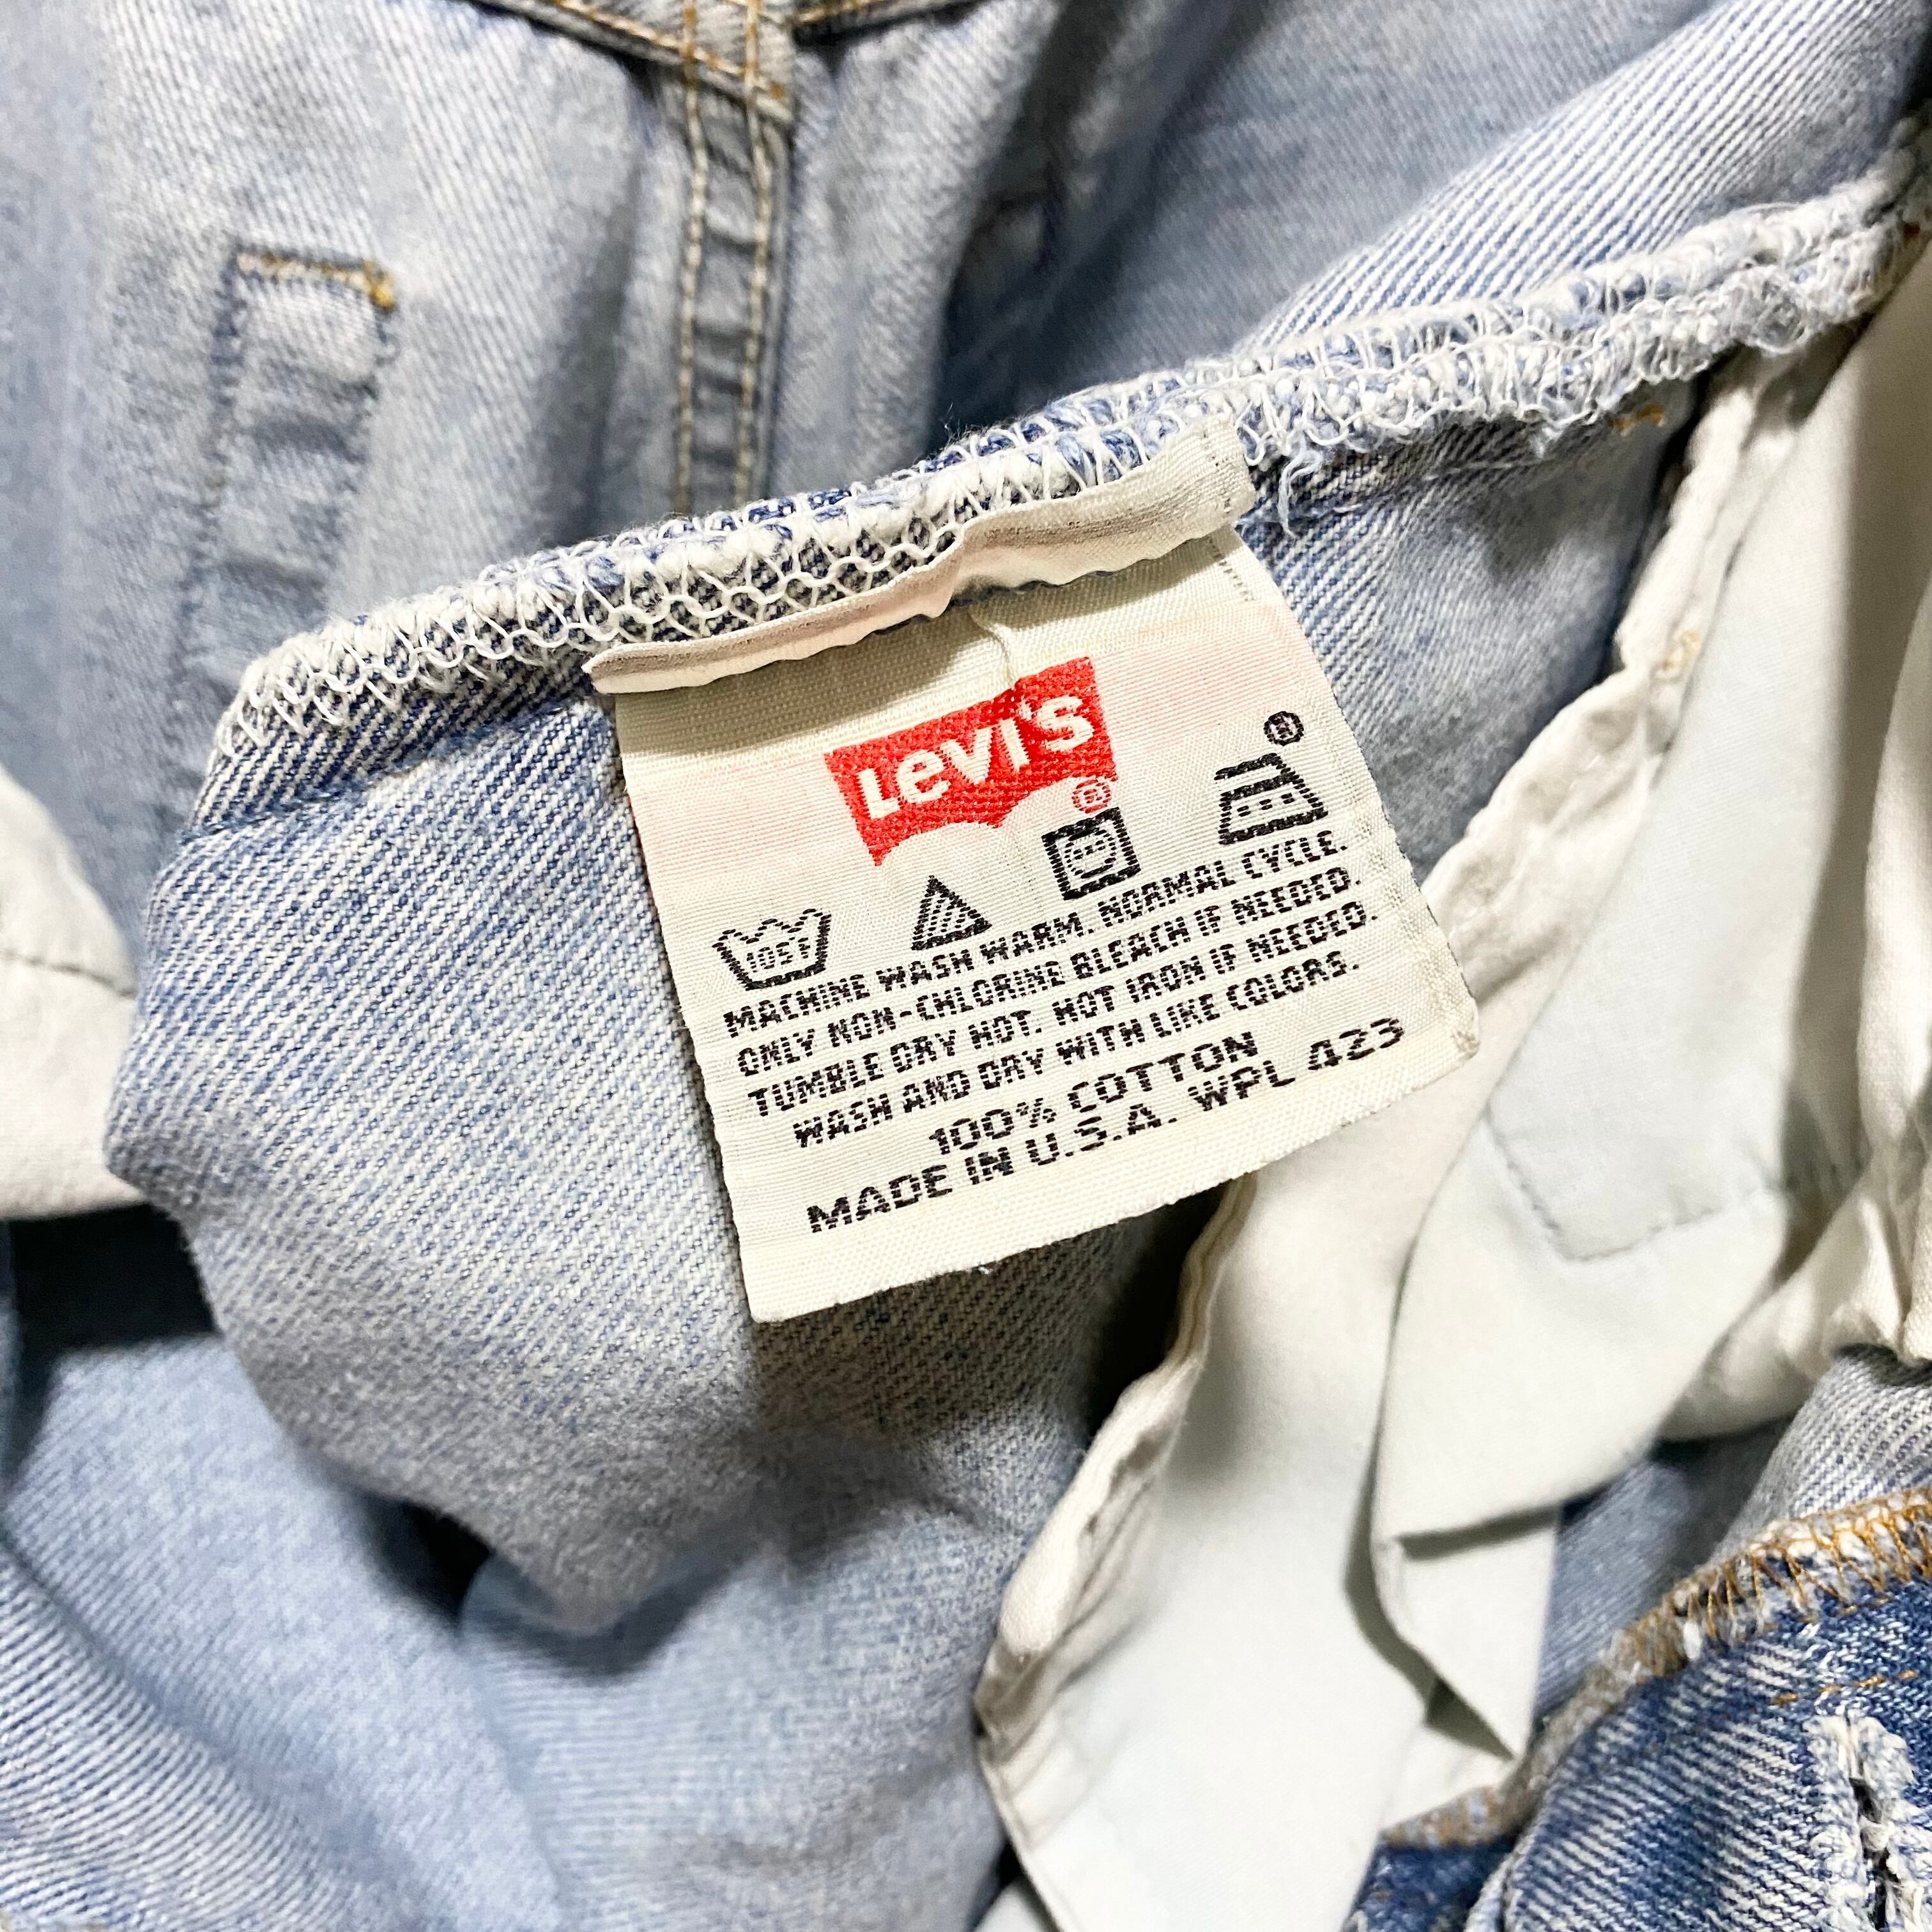 LEVI'S®
®
105F
MACHINE WASH WARM. NORMAL CYCLE.
ONLY NON-CHLORINE BLEACH IF NEEDED.
TUMBLE DRY HOT. HOT IRON IF NEEDED.
WASH AND DRY WITH LIKE COLORS.
100% COTTON
MADE IN U.S.A. WPL 423